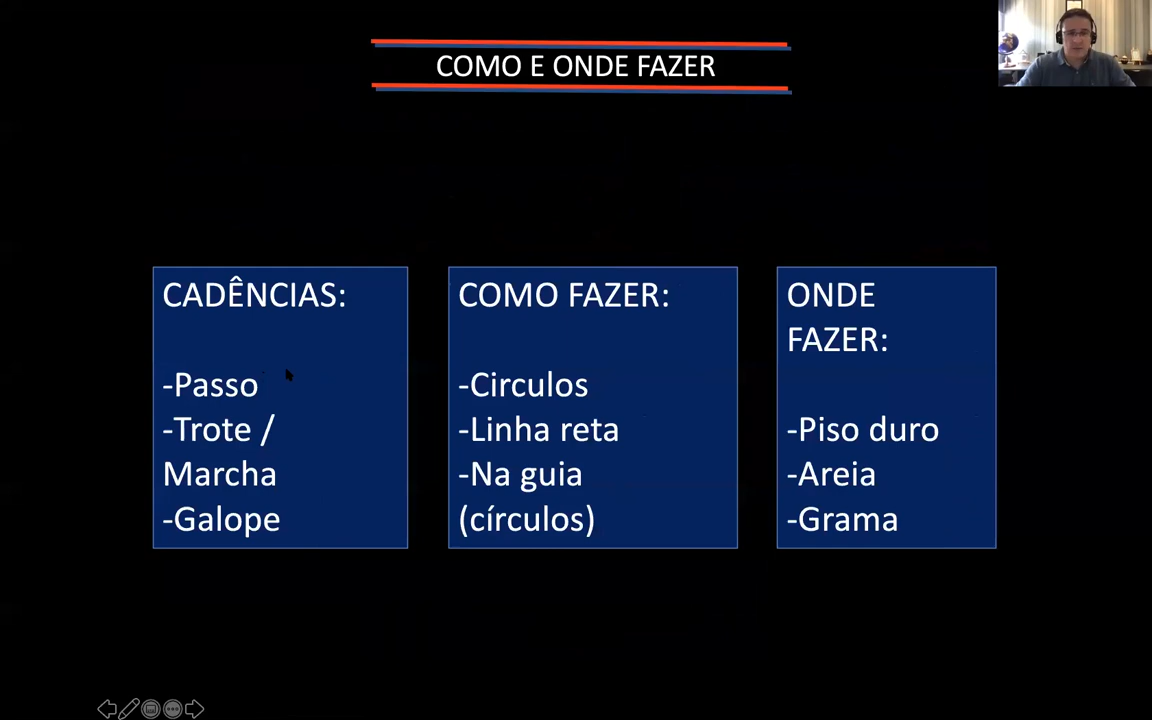 COMO E ONDE FAZER
CADÊNCIAS:
-Passo
-Trote /
Marcha
-Galope
COMO FAZER:
-Circulos
-Linha reta
-Na guia
(círculos)
ONDE
FAZER:
-Piso duro
-Areia
-Grama